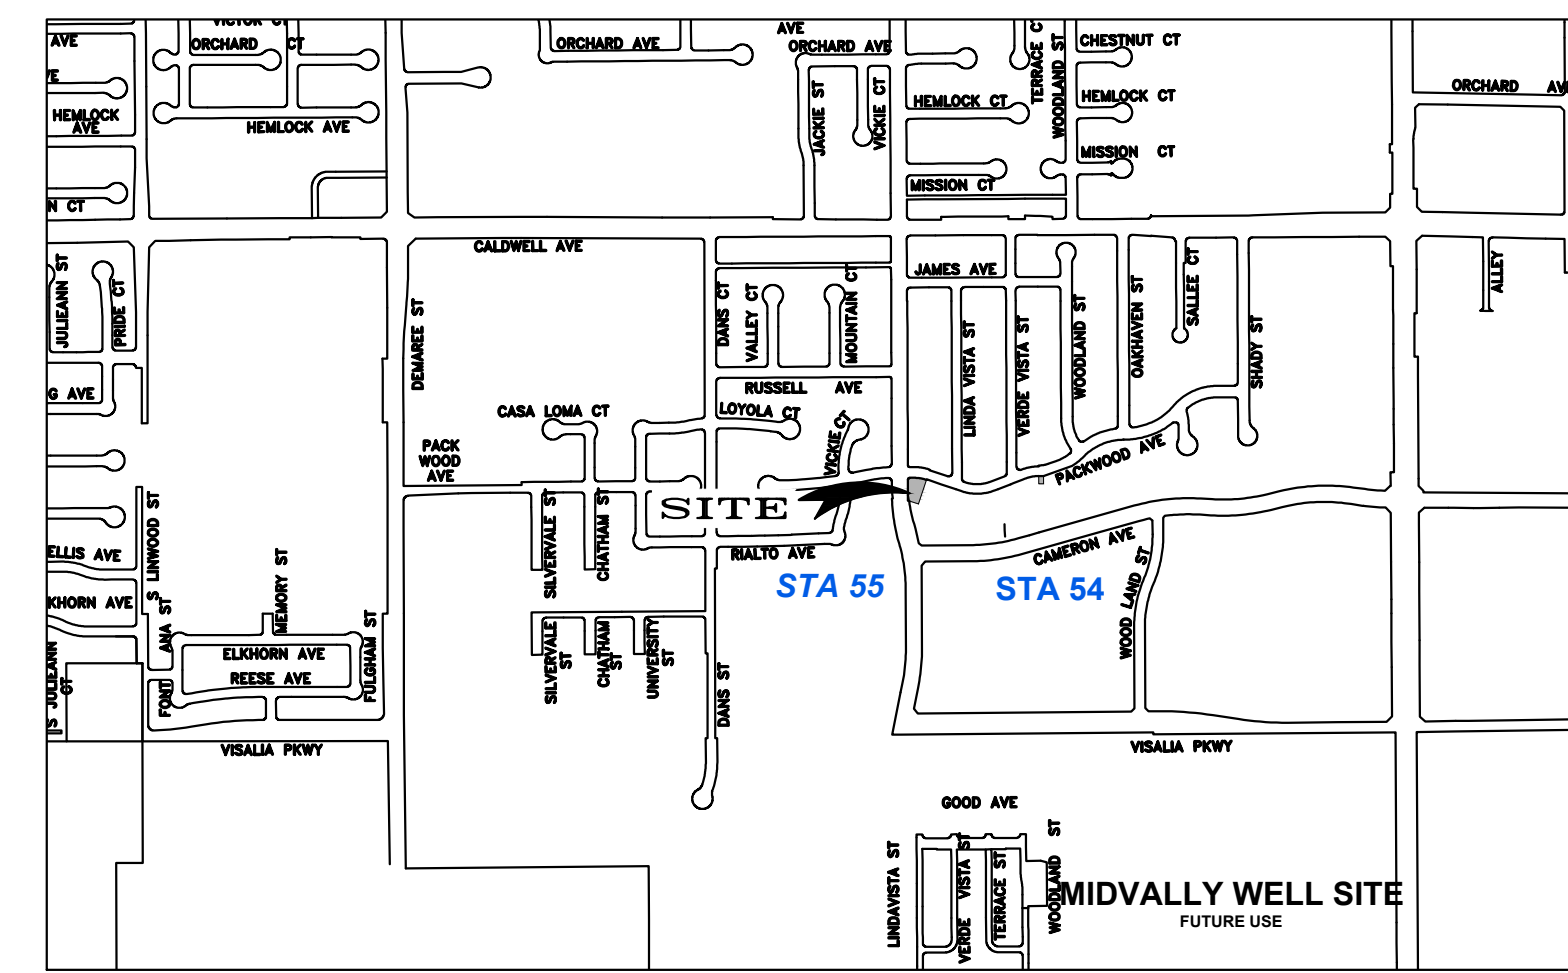 VICTOR CT
AVE
ORCHARD CT
ORCHARD AVE
AVE
ORCHARD AVE
TERRACE CT
WOODLAND ST
CHESTNUT CT
HEMLOCK CT
MISSION CT
ORCHARD AVE
HEMLOCK
AVE
HEMLOCK AVE
JACKIE ST
VICKIE CT
HEMLOCK CT
MISSION CT
N CT
CALDWELL AVE
JAMES AVE
JULIEANN ST
PRIDE CT
DEMAREE ST
DANS CT
VALLEY CT
MOUNTAIN CT
LINDA VISTA ST
VERDE VISTA ST
WOODLAND ST
OAKHAVEN ST
SALLEE CT
SHADY ST
ALLEY
G AVE
RUSSELL AVE
CASA LOMA CT
LOYOLA CT
VICKIE CT
PACK
WOOD
AVE
PACKWOOD AVE
SITE
S LINWOOD ST
SILVERVALE ST
CHATHAM ST
RIALTO AVE
CAMERON AVE
ELLIS AVE
MEMORY ST
STA 55
STA 54
WOOD LAND ST
KHORN AVE
ANA ST
FONT
ELKHORN AVE
REESE AVE
FULGHAM ST
S JULIEANN
CT
SILVERVALE
ST
CHATHAM
ST
UNIVERSITY
ST
DANS ST
VISALIA PKWY
VISALIA PKWY
GOOD AVE
LINDAVISTA ST
VERDE VISTA ST
TERRACE ST
WOODLAND ST
MIDVALLY WELL SITE
FUTURE USE